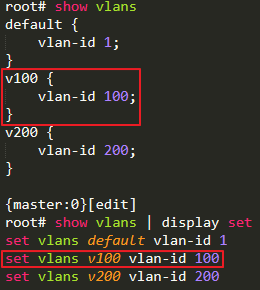 root# show vlans
default {
    vlan-id 1;
}
v100 {
    vlan-id 100;
}
v200 {
    vlan-id 200;
}
{master:0}[edit]
root# show vlans | display set
set vlans default vlan-id 1
set vlans v100 vlan-id 100
set vlans v200 vlan-id 200